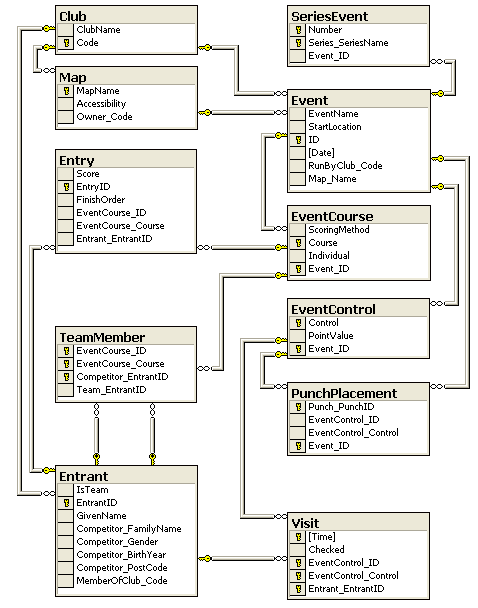 Club
ClubName
Code
Map
MapName
Accessibility
Owner_Code
Entry
Score
EntryID
FinishOrder
EventCourse_ID
EventCourse_Course
Entrant_EntrantID
TeamMember
EventCourse_ID
EventCourse_Course
Competitor_EntrantID
Team_EntrantID
Entrant
IsTeam
EntrantID
GivenName
Competitor_FamilyName
Competitor_Gender
Competitor_BirthYear
Competitor_PostCode
MemberOfClub_Code
SeriesEvent
Number
Series_SeriesName
Event_ID
Event
EventName
StartLocation
ID
[Date]
RunByClub_Code
Map_Name
EventCourse
ScoringMethod
Course
Individual
Event_ID
EventControl
Control
PointValue
Event_ID
PunchPlacement
Punch_PunchID
EventControl_ID
EventControl_Control
Event_ID
Visit
[Time]
Checked
EventControl_ID
EventControl_Control
Entrant_EntrantID